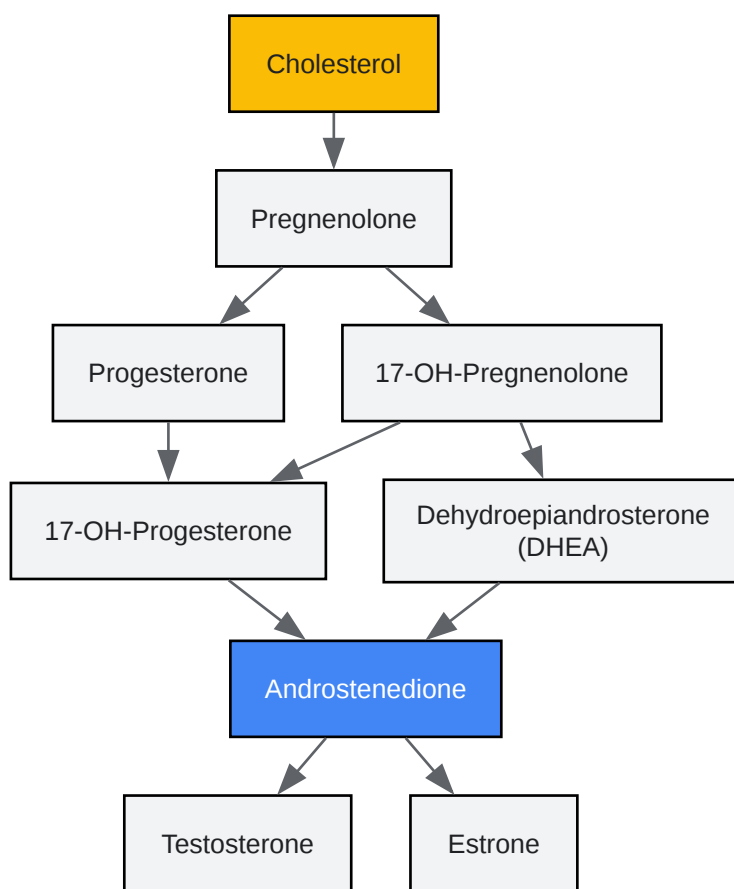 Cholesterol
Pregnenolone
Progesterone
17-OH-Pregnenolone
17-OH-Progesterone
Dehydroepiandrosterone
(DHEA)
Androstenedione
Testosterone
Estrone